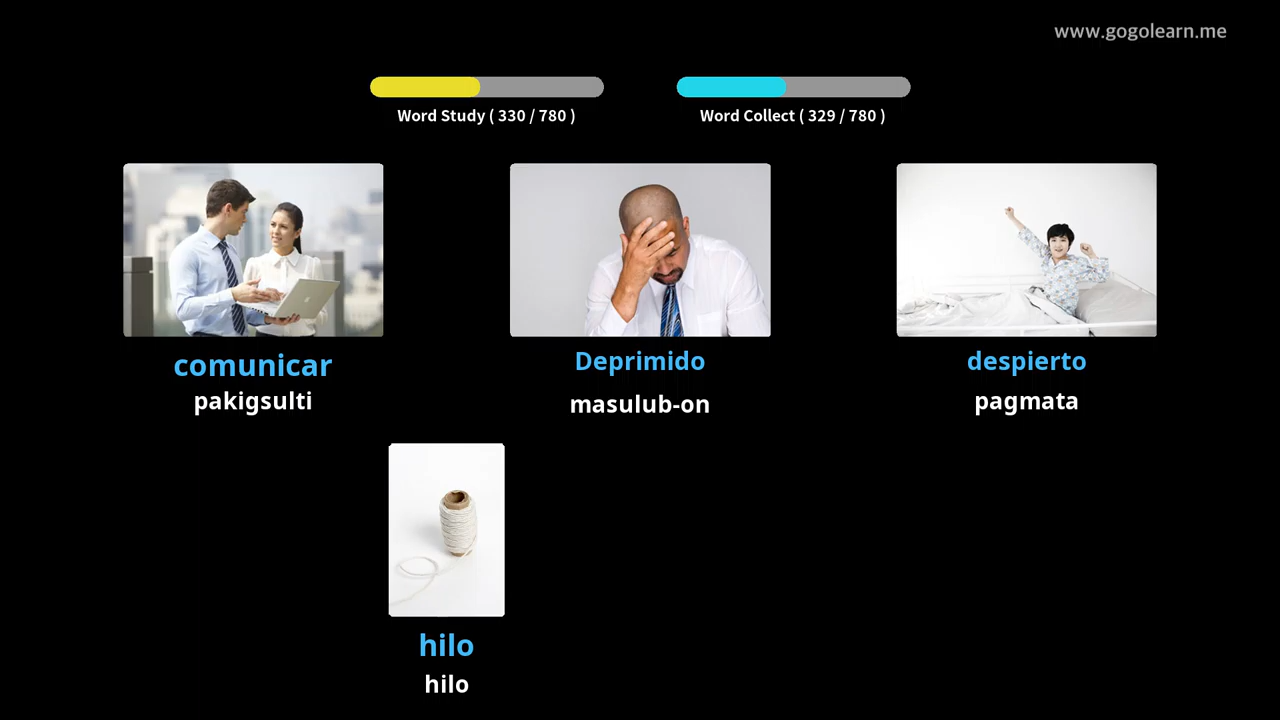 www.gogolearn.me
Word Study ( 330 / 780 )
Word Collect ( 329 / 780 )
comunicar
pakigsulti
Deprimido
masulub-on
despierto
pagmata
hilo
hilo